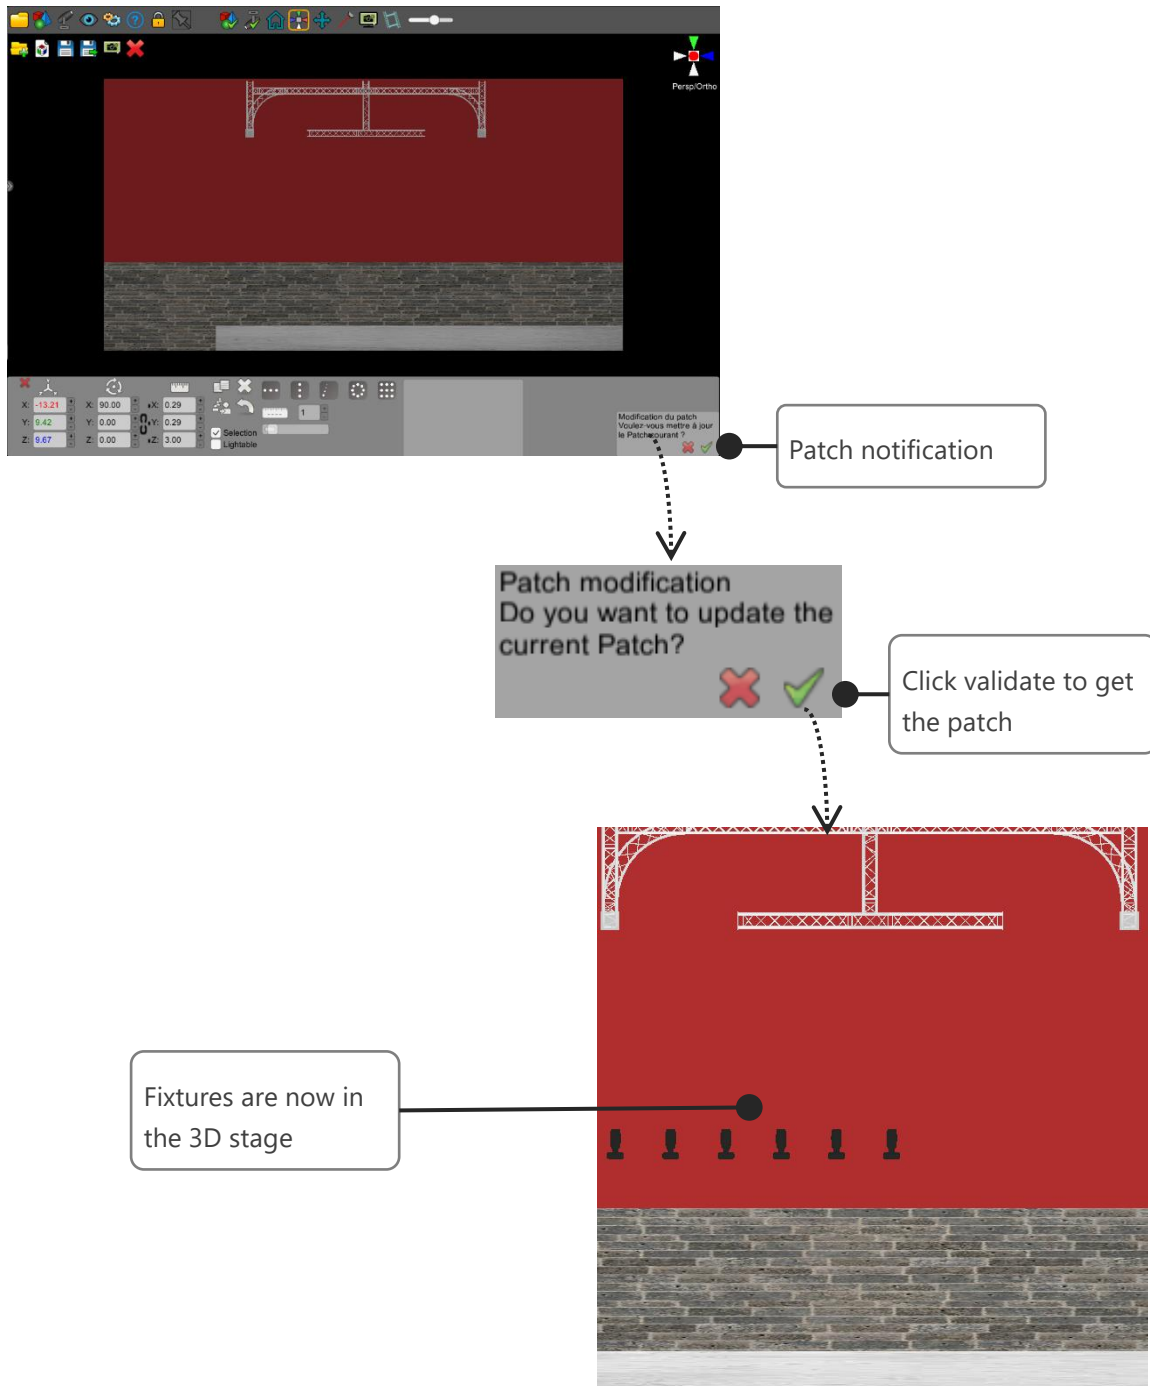 Persp/Ortho
X: -13.21 X: 90.00 X: 0.29
Y: 9.42 Y: 0.00 Y: 0.29
Z: 9.67 Z: 0.00 Z: 3.00
1
Selection
Lightable
Modification du patch
Voulez-vous mettre à jour
le Patch courant ?
Patch notification
Patch modification
Do you want to update the
current Patch?
Click validate to get
the patch
Fixtures are now in
the 3D stage